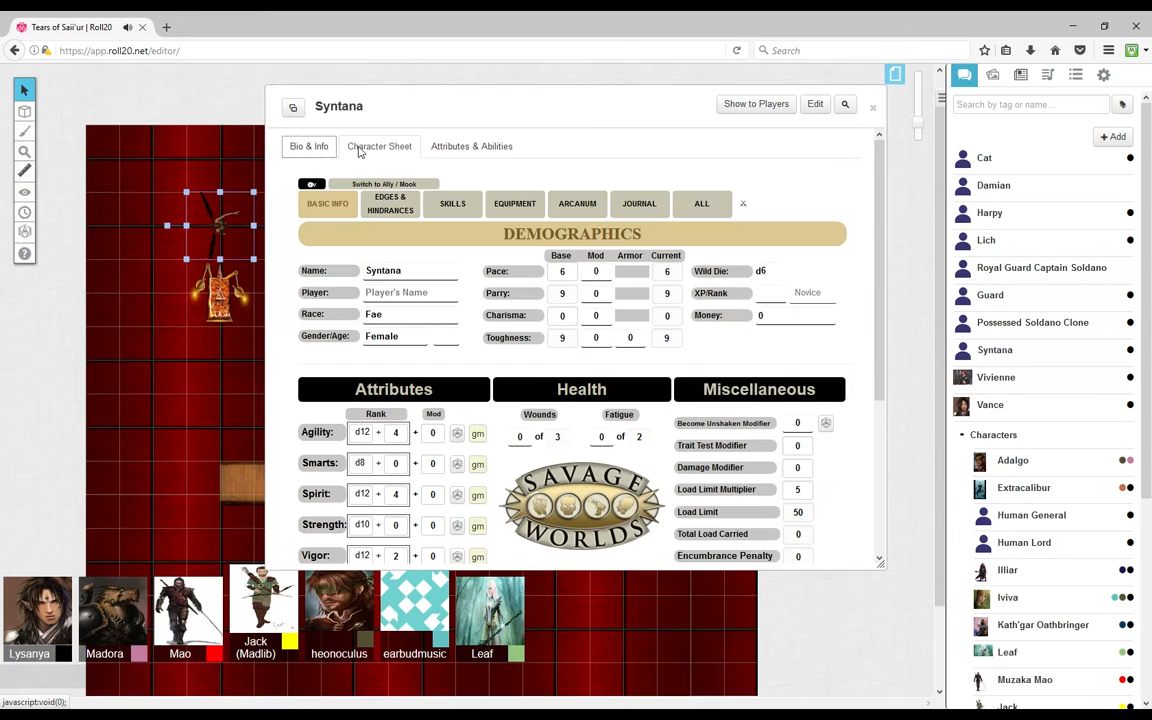 Tears of Saii'ur | Roll20
https://app.roll20.net/editor/
Search
Syntana
Show to Players
Edit
Bio & Info
Character Sheet
Attributes & Abilities
Switch to Ally / Mook
BASIC INFO
EDGES & HINDRANCES
SKILLS
EQUIPMENT
ARCANUM
JOURNAL
ALL
DEMOGRAPHICS
Base Mod Armor Current
Name: Syntana
Pace: 6 0 6
Wild Die: d6
Player: Player's Name
Parry: 9 0 9
XP/Rank Novice
Race: Fae
Charisma: 0 0 0
Money: 0
Gender/Age: Female
Toughness: 9 0 0 9
Attributes
Rank Mod
Agility: d12 + 4 + 0 gm
Smarts: d8 + 0 + 0 gm
Spirit: d12 + 4 + 0 gm
Strength: d10 + 0 + 0 gm
Vigor: d12 + 2 + 0 gm
Health
Wounds Fatigue
0 of 3 0 of 2
SAVAGE
WORLDS
Miscellaneous
Become Unshaken Modifier 0
Trait Test Modifier 0
Damage Modifier 0
Load Limit Multiplier 5
Load Limit 50
Total Load Carried 0
Encumbrance Penalty 0
Lysanya
Madora
Mao
Jack
(Madlib)
heonoculus
earbudmusic
Leaf
javascript:void(0);
Search by tag or name...
+ Add
Cat
Damian
Harpy
Lich
Royal Guard Captain Soldano
Guard
Possessed Soldano Clone
Syntana
Vivienne
Vance
Characters
Adalgo
Extracalibur
Human General
Human Lord
Illiar
Iviva
Kath'gar Oathbringer
Leaf
Muzaka Mao
Jack